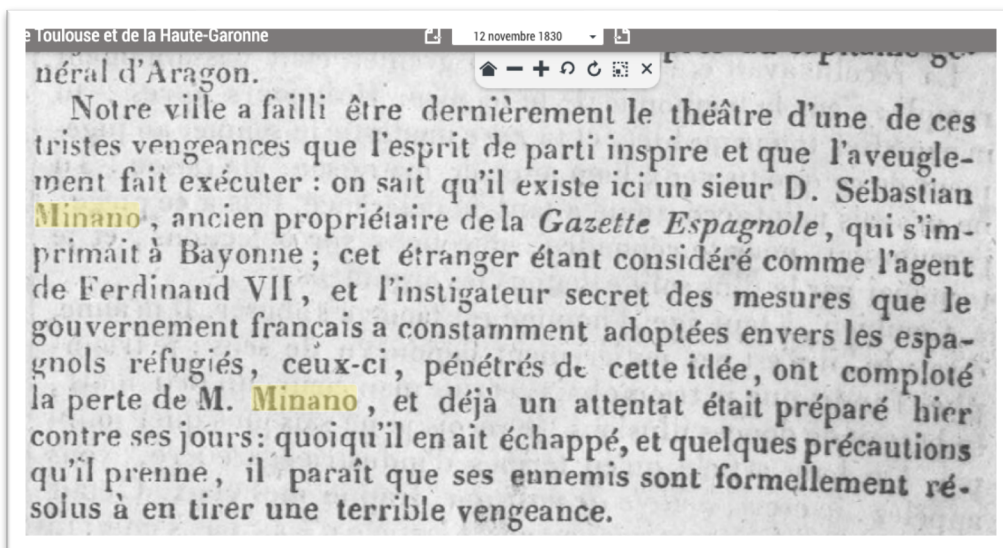 e Toulouse et de la Haute-Garonne
12 novembre 1830
néral d'Aragon.
Notre ville a failli être dernièrement le théâtre d'une de ces
tristes vengeances que l'esprit de parti inspire et que l'aveugle-
ment fait exécuter : on sait qu'il existe ici un sieur D. Sébastian
Minano, ancien propriétaire de la Gazette Espagnole, qui s'im-
primait à Bayonne ; cet étranger étant considéré comme l'agent
de Ferdinand VII, et l'instigateur secret des mesures que le
gouvernement français a constamment adoptées envers les espa-
gnols réfugiés, ceux-ci, pénétrés de cette idée, ont comploté
la perte de M. Minano, et déjà un attentat était préparé hier
contre ses jours : quoiqu'il en ait échappé, et quelques précautions
qu'il prenne, il paraît que ses ennemis sont formellement ré-
solus à en tirer une terrible vengeance.